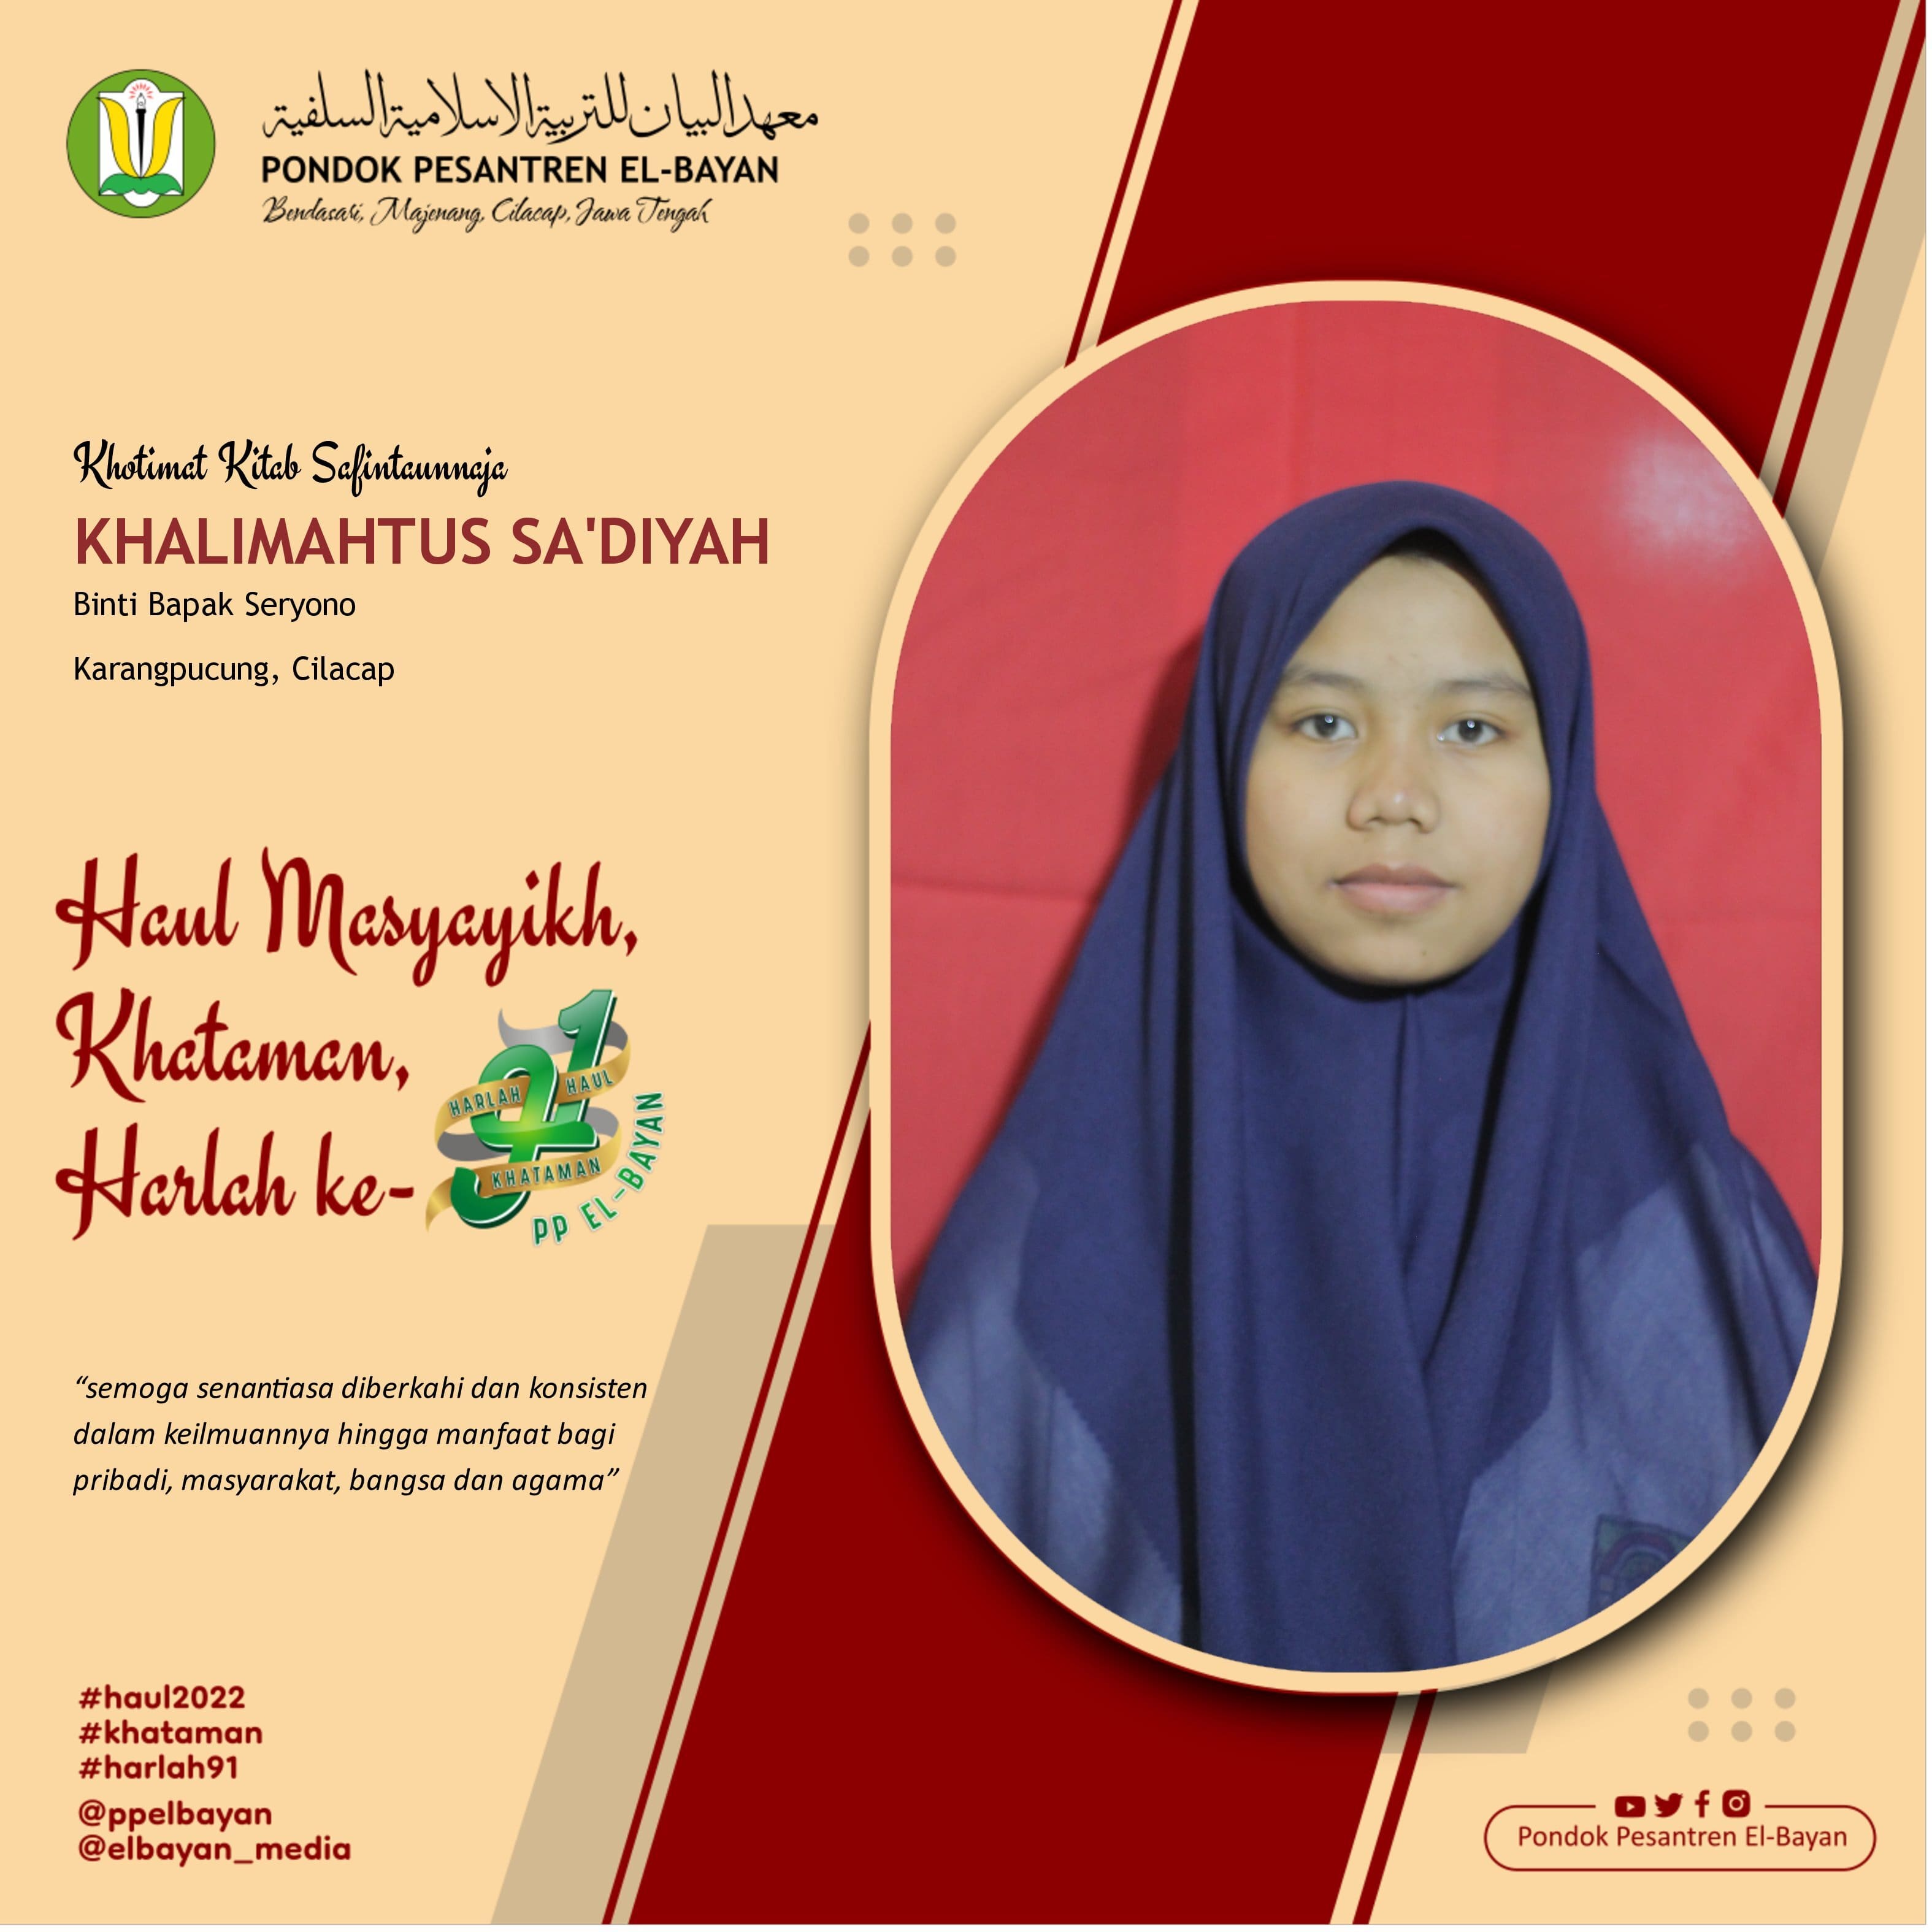 معهد البيان للتربية الاسلامية السلفية
PONDOK PESANTREN EL-BAYAN
Bendasari, Majenang, Cilacap, Jawa Tengah
Khotimat Kitab Safintaunnaja
KHALIMAHTUS SA'DIYAH
Binti Bapak Seryono
Karangpucung, Cilacap
Haul Masyayikh,
Khataman,
Harlah ke-
91
HARLAH HAUL
KHATAMAN
PP EL-BAYAN
“semoga senantiasa diberkahi dan konsisten
dalam keilmuannya hingga manfaat bagi
pribadi, masyarakat, bangsa dan agama”
#haul2022
#khataman
#harlah91
@ppelbayan
@elbayan_media
Pondok Pesantren El-Bayan